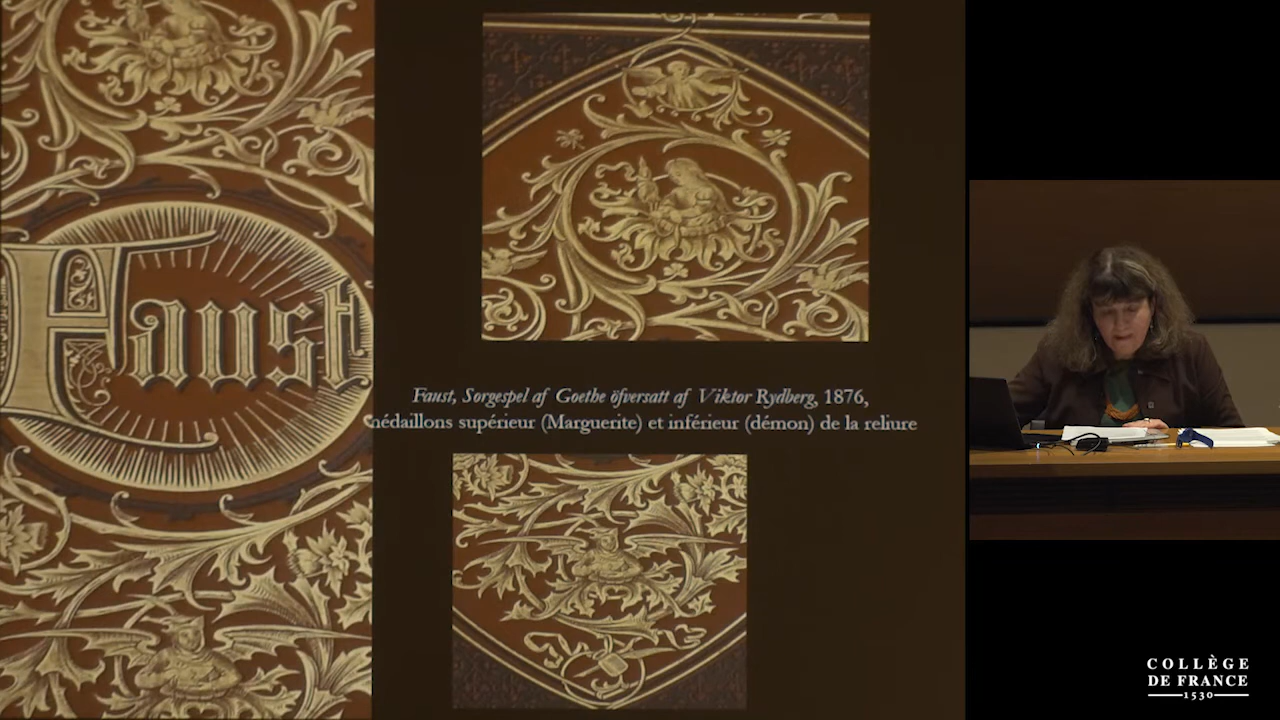 Faust
Faust, Sorgespel af Goethe öfversatt af Viktor Rydberg, 1876,
médaillons supérieur (Marguerite) et inférieur (démon) de la reliure
COLLÈGE
DE FRANCE
1530